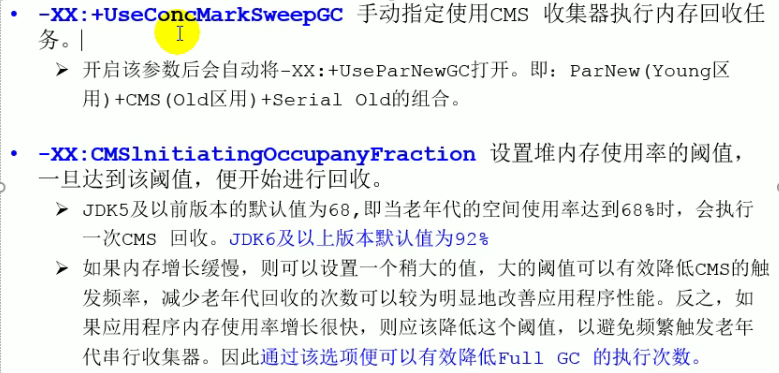 • -XX:+UseConcMarkSweepGC 手动指定使用CMS 收集器执行内存回收任
务。
➢ 开启该参数后会自动将-XX:+UseParNewGC打开。即：ParNew(Young区
用)+CMS(Old区用)+Serial Old的组合。
• -XX:CMSlnitiatingOccupanyFraction 设置堆内存使用率的阈值，
一旦达到该阈值，便开始进行回收。
➢ JDK5及以前版本的默认值为68,即当老年代的空间使用率达到68%时，会执行
一次CMS 回收。JDK6及以上版本默认值为92%
➢ 如果内存增长缓慢，则可以设置一个稍大的值，大的阈值可以有效降低CMS的触
发频率，减少老年代回收的次数可以较为明显地改善应用程序性能。反之，如
果应用程序内存使用率增长很快，则应该降低这个阈值，以避免频繁触发老年
代串行收集器。因此通过该选项便可以有效降低Full GC 的执行次数。